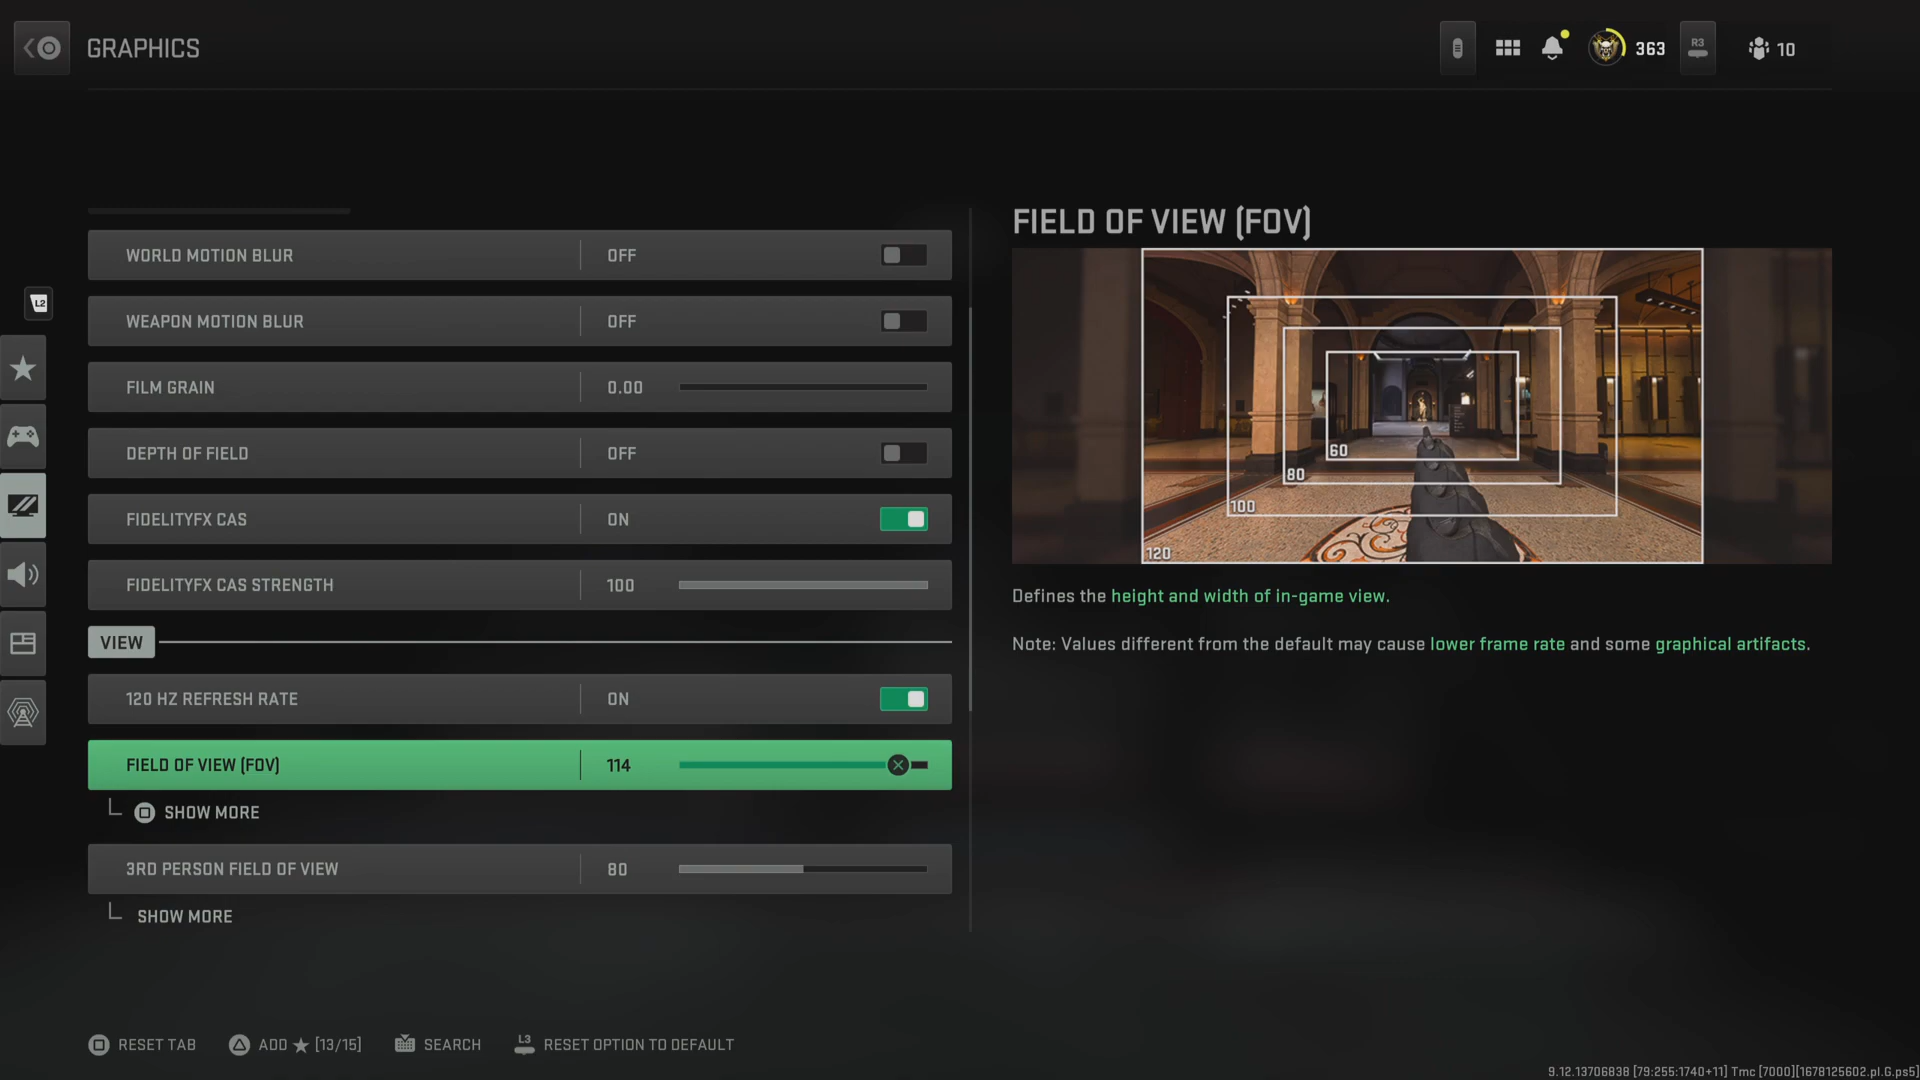 GRAPHICS
363
R3
10
L2
WORLD MOTION BLUR OFF
WEAPON MOTION BLUR OFF
FILM GRAIN 0.00
DEPTH OF FIELD OFF
FIDELITYFX CAS ON
FIDELITYFX CAS STRENGTH 100
VIEW
120 HZ REFRESH RATE ON
FIELD OF VIEW (FOV) 114
SHOW MORE
3RD PERSON FIELD OF VIEW 80
SHOW MORE
FIELD OF VIEW (FOV)
60
80
100
120
Defines the height and width of in-game view.
Note: Values different from the default may cause lower frame rate and some graphical artifacts.
RESET TAB ADD ★ [13/15] SEARCH L3 RESET OPTION TO DEFAULT
9.12.13706838 [79:255:1740+11] Tmc [7000][1678125602.pl.G.ps5]